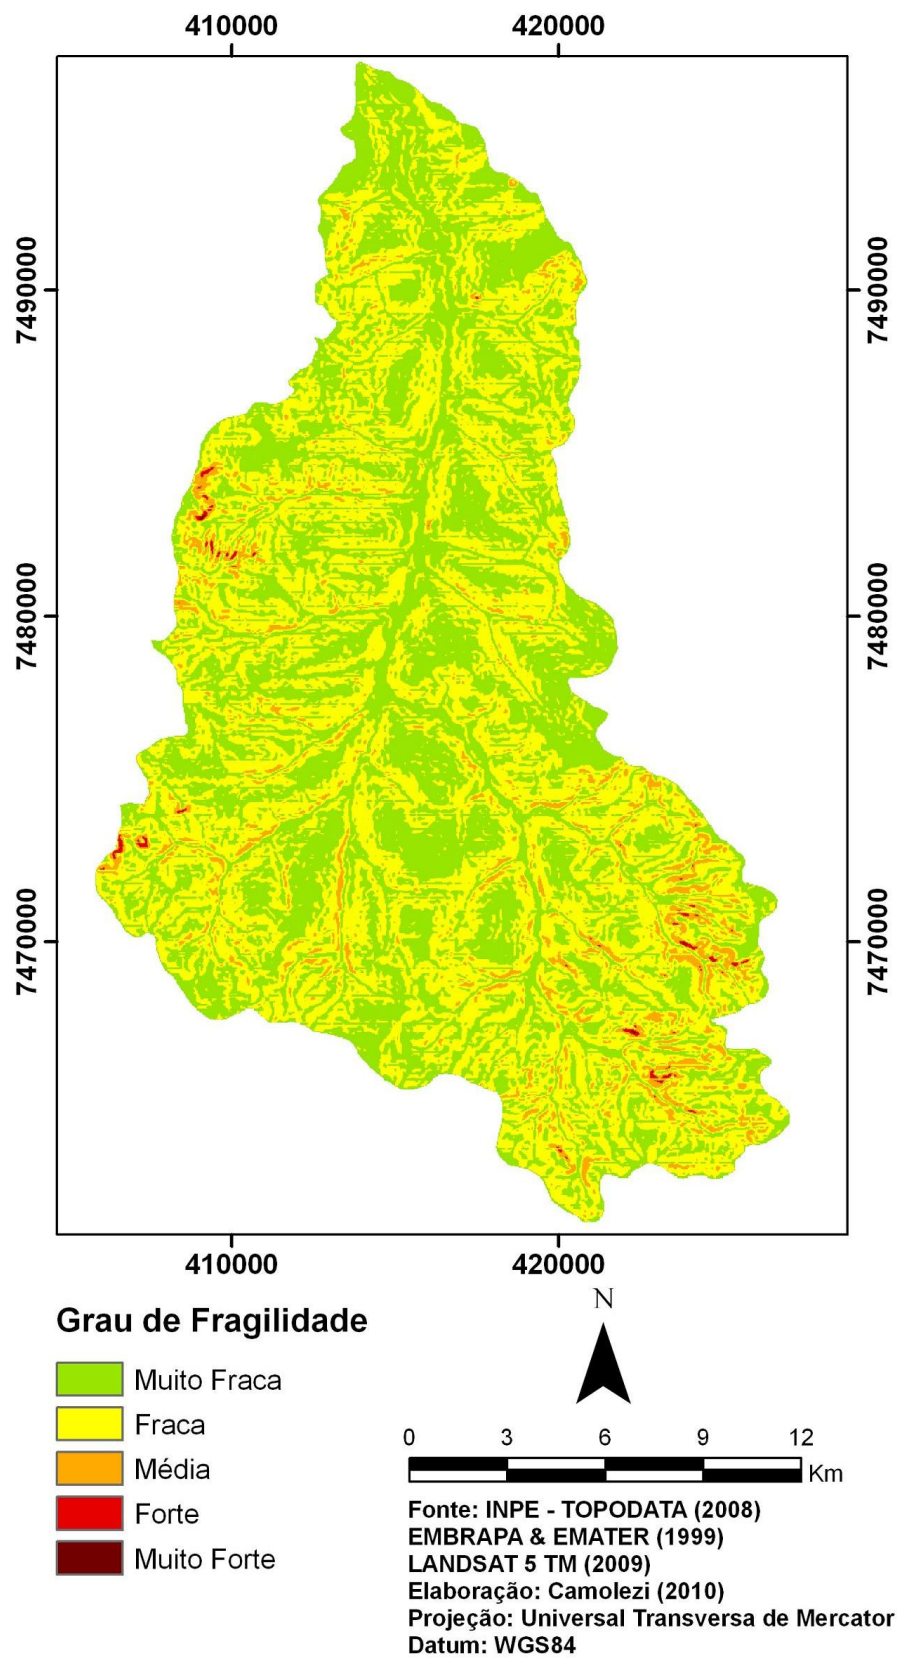 410000 420000
7490000 7490000
7480000 7480000
7470000 7470000
410000 420000
N
Grau de Fragilidade
Muito Fraca
Fraca
Média
Forte
Muito Forte
0 3 6 9 12
Km
Fonte: INPE - TOPODATA (2008)
EMBRAPA & EMATER (1999)
LANDSAT 5 TM (2009)
Elaboração: Camolezi (2010)
Projeção: Universal Transversa de Mercator
Datum: WGS84